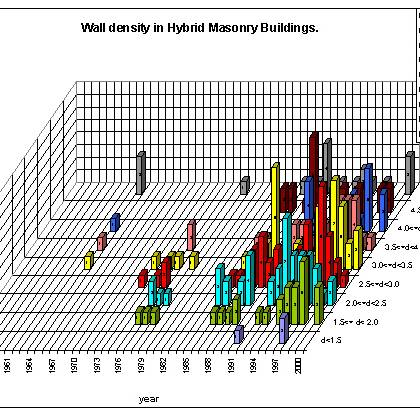 Wall density in Hybrid Masonry Buildings.
4.0<=
3.5<=d<4
3.0<=d<3.5
2.5<=d<3.0
2.0<=d<2.5
1.5<= d< 2.0
d<1.5
1961
1964
1967
1970
1973
1976
1979
1982
1985
1988
1991
1994
1997
2000
year